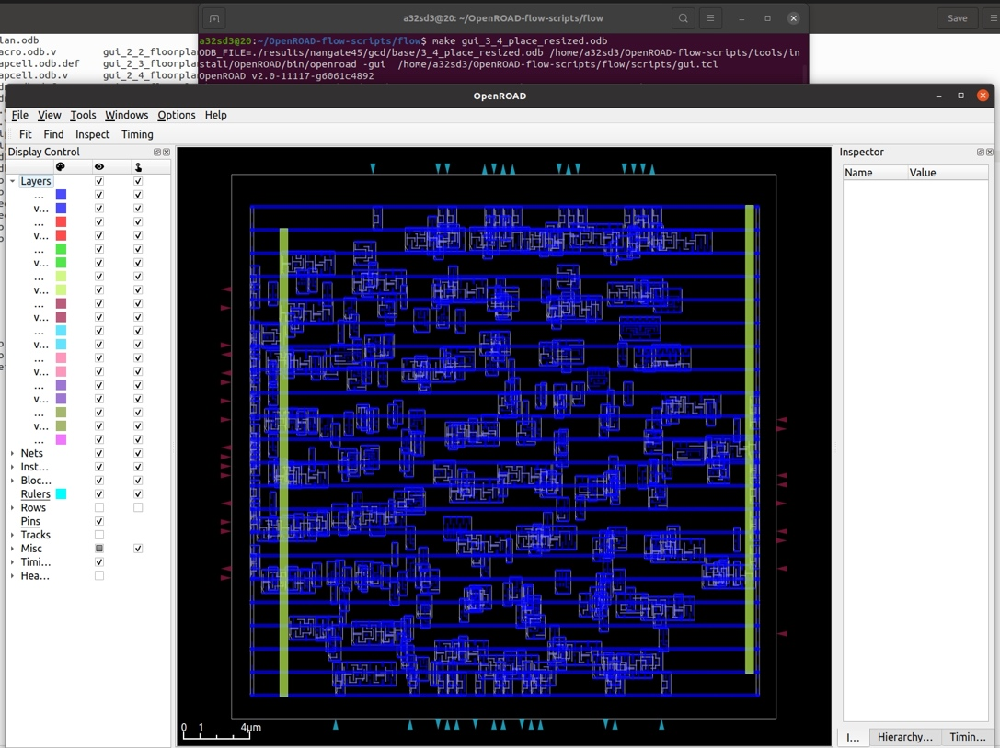 a32sd3@20: ~/OpenROAD-flow-scripts/flow
Save
lan.odb
acro.odb.v gui_2_2_floorpla
apcell.odb.def gui_2_3_floorpla
apcell.odb.v gui_2_4_floorpla
a32sd3@20:~/OpenROAD-flow-scripts/flow$ make gui_3_4_place_resized.odb
ODB_FILE=./results/nangate45/gcd/base/3_4_place_resized.odb /home/a32sd3/OpenROAD-flow-scripts/tools/in
stall/OpenROAD/bin/openroad -gui /home/a32sd3/OpenROAD-flow-scripts/flow/scripts/gui.tcl
OpenROAD v2.0-11117-g6061c4892
OpenROAD
File View Tools Windows Options Help
Fit Find Inspect Timing
Display Control
Layers
...
v...
...
v...
...
v...
...
v...
...
v...
...
v...
...
v...
...
v...
...
v...
...
Nets
Inst...
Bloc...
Rulers
Rows
Pins
Tracks
Misc
Timi...
Hea...
0 1 4μm
Inspector
Name Value
I... Hierarchy... Timin...